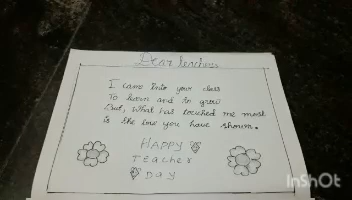 Dear Teachers
I came into your class
To learn and to grow
But, What has touched me most
is the love you have shown.
HAPPY
Teacher
Day
InShOt